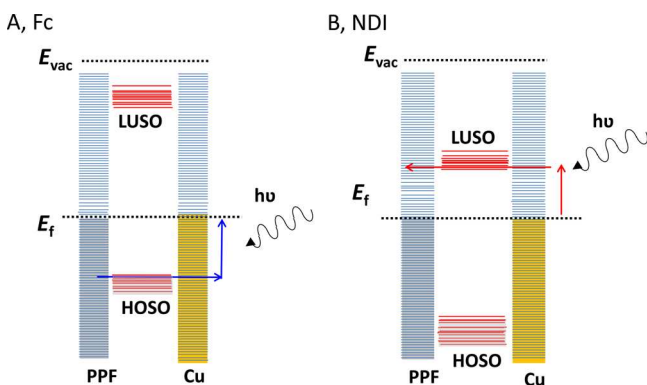 A, Fc
E_vac
LUSO
hυ
E_f
HOSO
PPF Cu
B, NDI
E_vac
LUSO
hυ
E_f
HOSO
PPF Cu